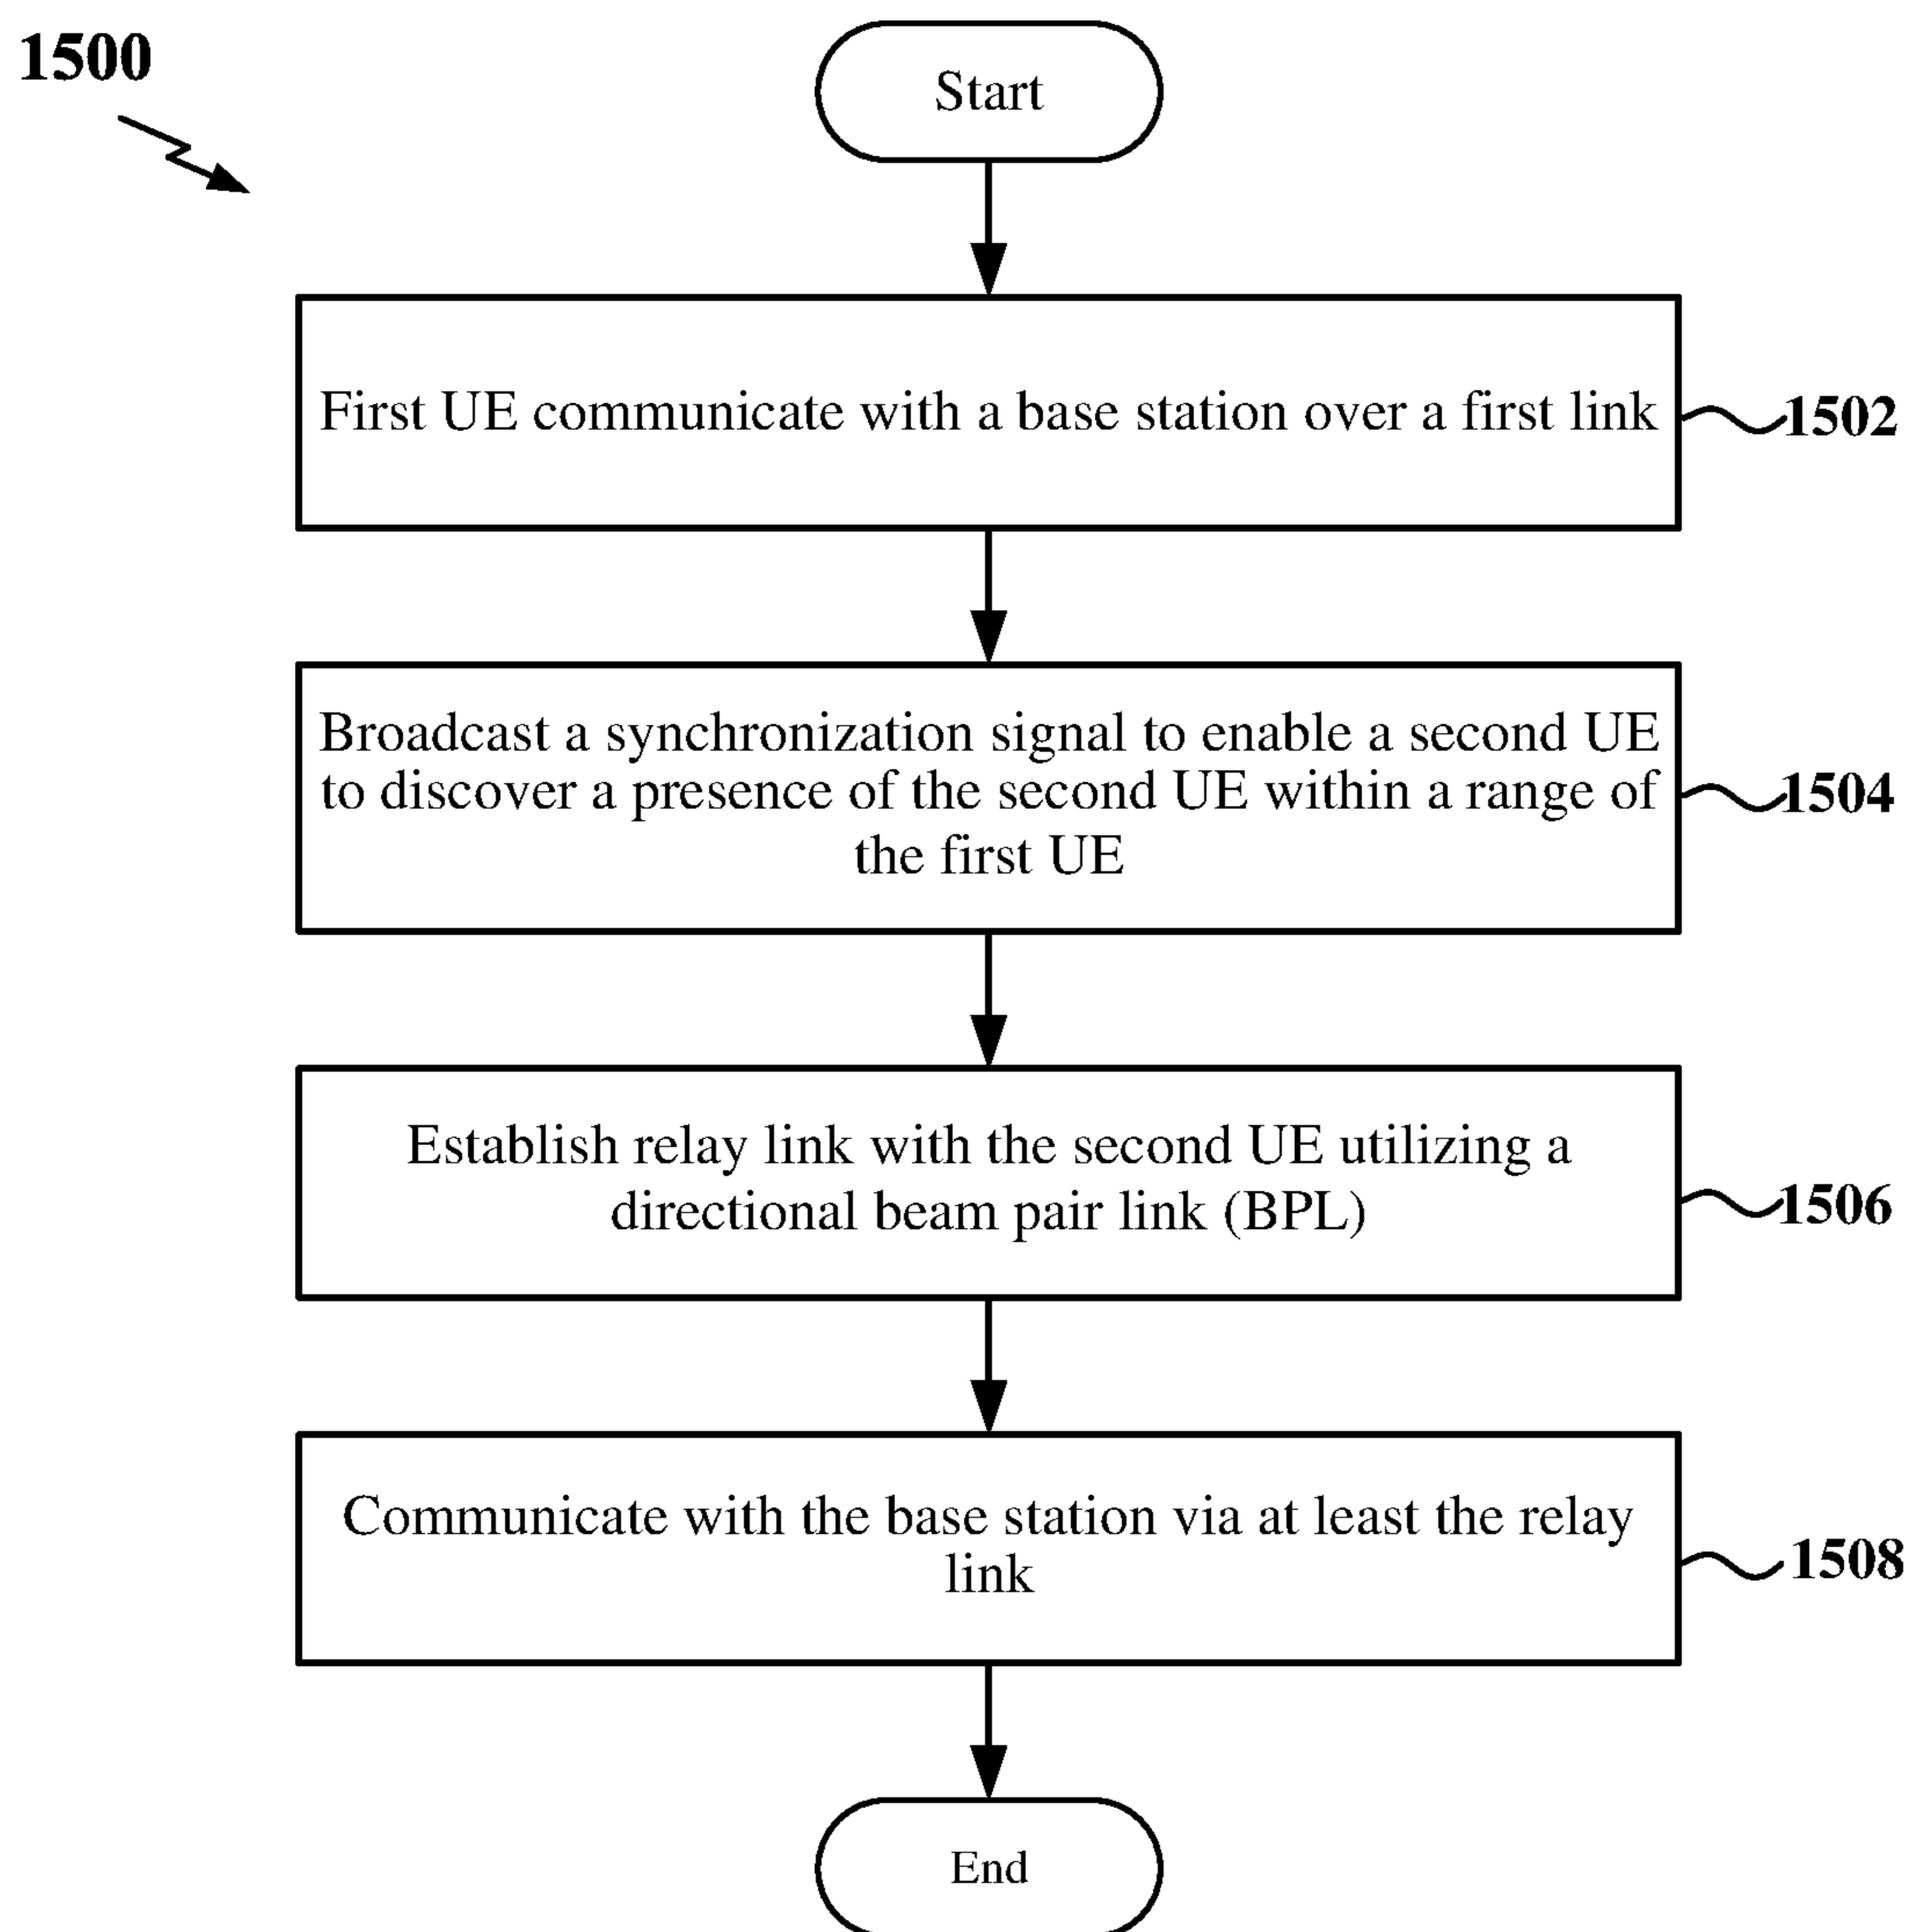 1500
Start
First UE communicate with a base station over a first link
1502
Broadcast a synchronization signal to enable a second UE
to discover a presence of the second UE within a range of
the first UE
1504
Establish relay link with the second UE utilizing a
directional beam pair link (BPL)
1506
Communicate with the base station via at least the relay
link
1508
End